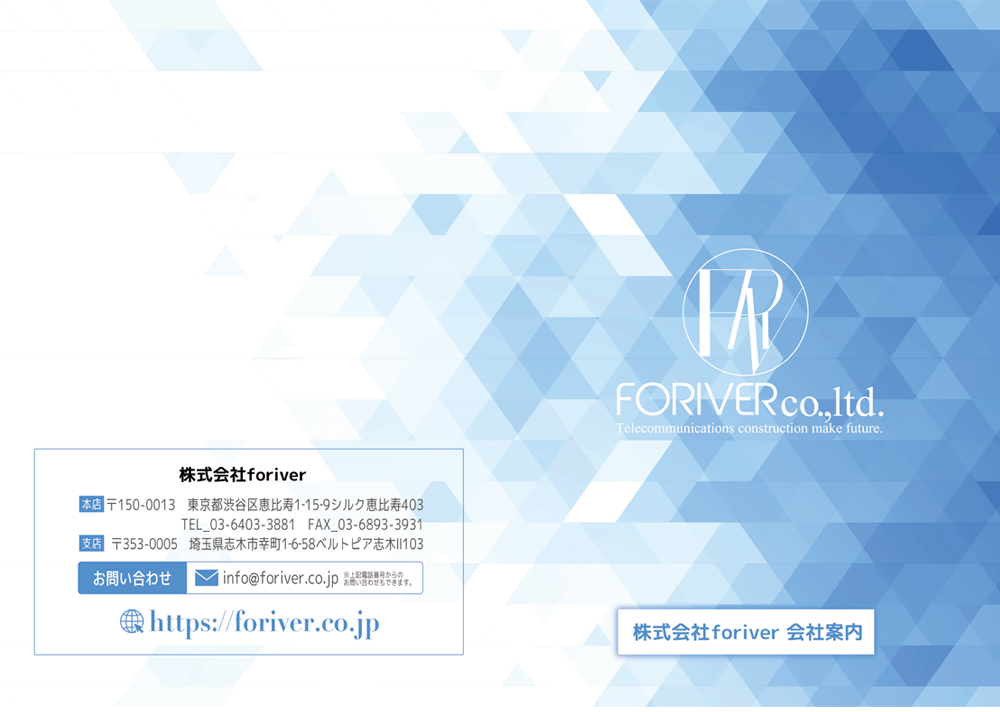 FORIVER co.,ltd.
Telecommunications construction make future.
株式会社foriver
本店 〒150-0013 東京都渋谷区恵比寿1-15-9シルク恵比寿403
TEL_03-6403-3881 FAX_03-6893-3931
支店 〒353-0005 埼玉県志木市幸町1-6-58ベルトピア志木II103
お問い合わせ info@foriver.co.jp ※上記電話番号からの
お問い合わせもできます。
https://foriver.co.jp
株式会社foriver 会社案内